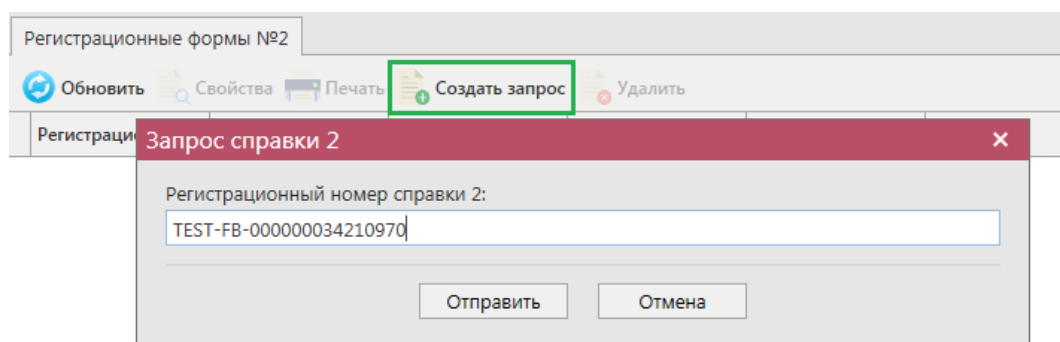 Регистрационные формы №2
Обновить Свойства Печать Создать запрос Удалить
Регистрацио
Запрос справки 2
Регистрационный номер справки 2:
TEST-FB-000000034210970
Отправить Отмена